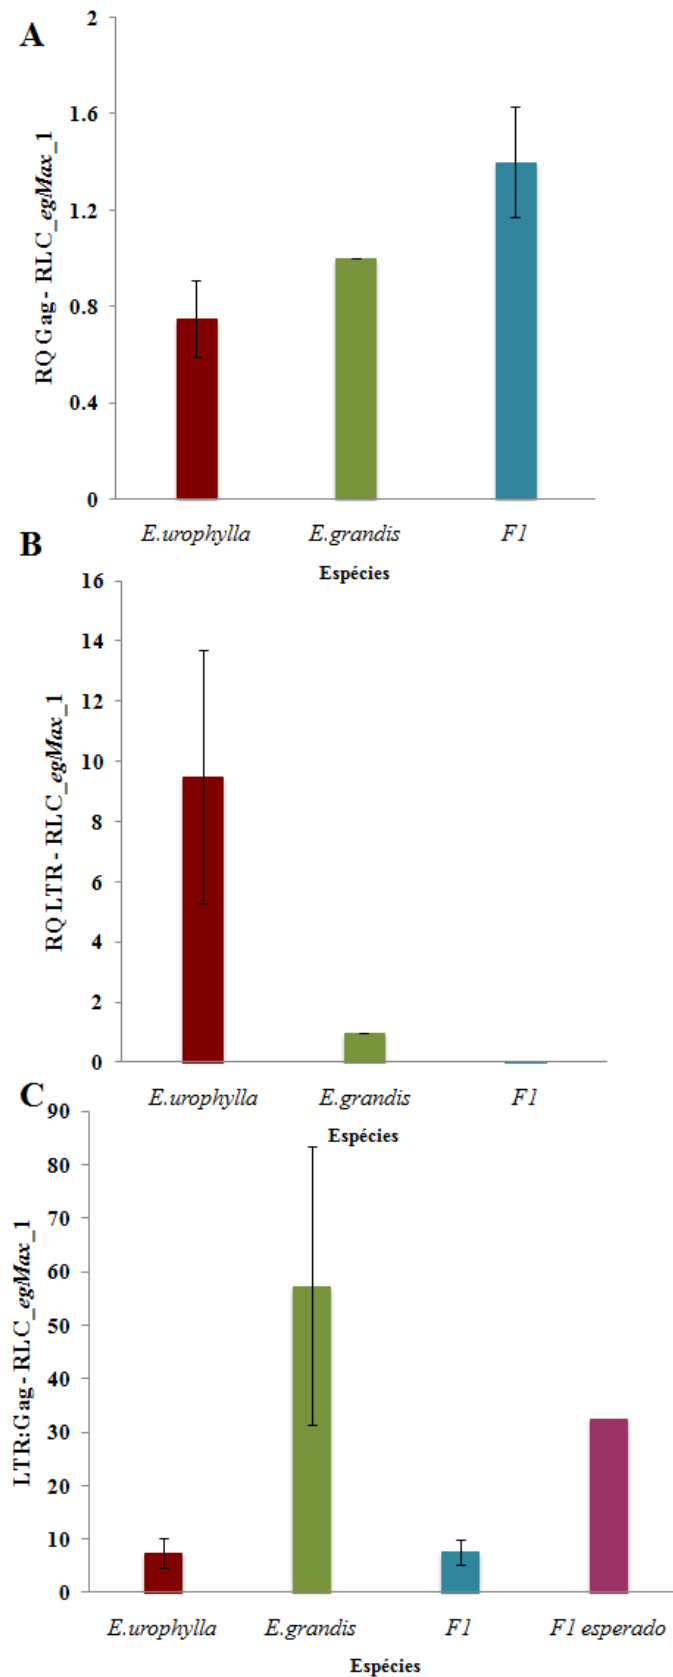 A
RQ Gag - RLC_egMax_1
2
1.6
1.2
0.8
0.4
0
E.urophylla E.grandis F1
Espécies
B
RQ LTR - RLC_egMax_1
16
14
12
10
8
6
4
2
0
E.urophylla E.grandis F1
Espécies
C
LTR:Gag - RLC_egMax_1
90
80
70
60
50
40
30
20
10
0
E.urophylla E.grandis F1 F1 esperado
Espécies